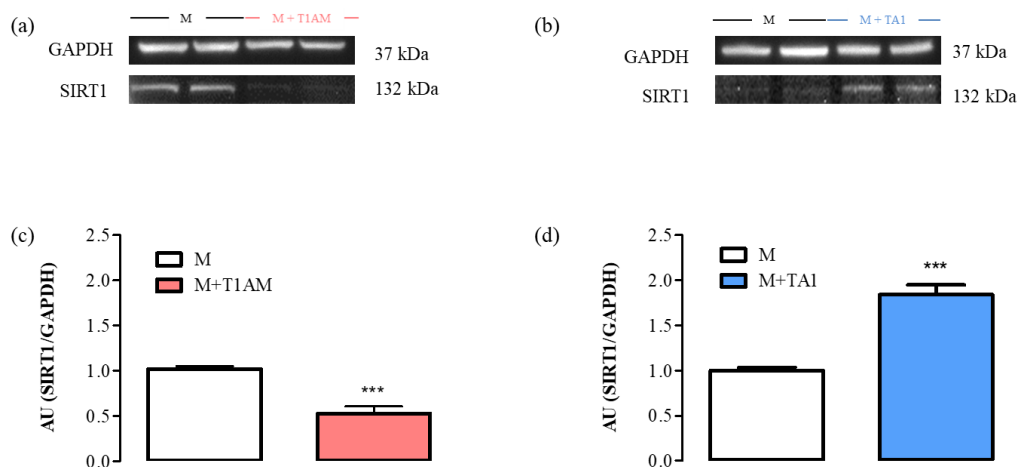 (a)
M
M + T1AM
GAPDH
37 kDa
SIRT1
132 kDa
(b)
M
M + TA1
GAPDH
37 kDa
SIRT1
132 kDa
(c)
AU (SIRT1/GAPDH)
2.5
2.0
1.5
1.0
0.5
0.0
M
M+T1AM
***
(d)
AU (SIRT1/GAPDH)
2.5
2.0
1.5
1.0
0.5
0.0
M
M+TA1
***